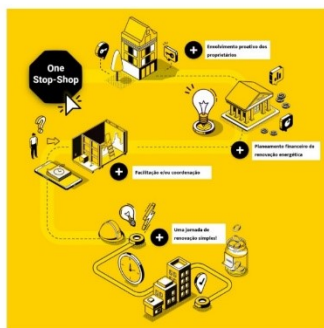 One
Stop-Shop
Envolvimento proativo dos
proprietários
Planeamento financeiro da
renovação energética
Facilitação e/ou coordenação
Uma jornada de
renovação simples!